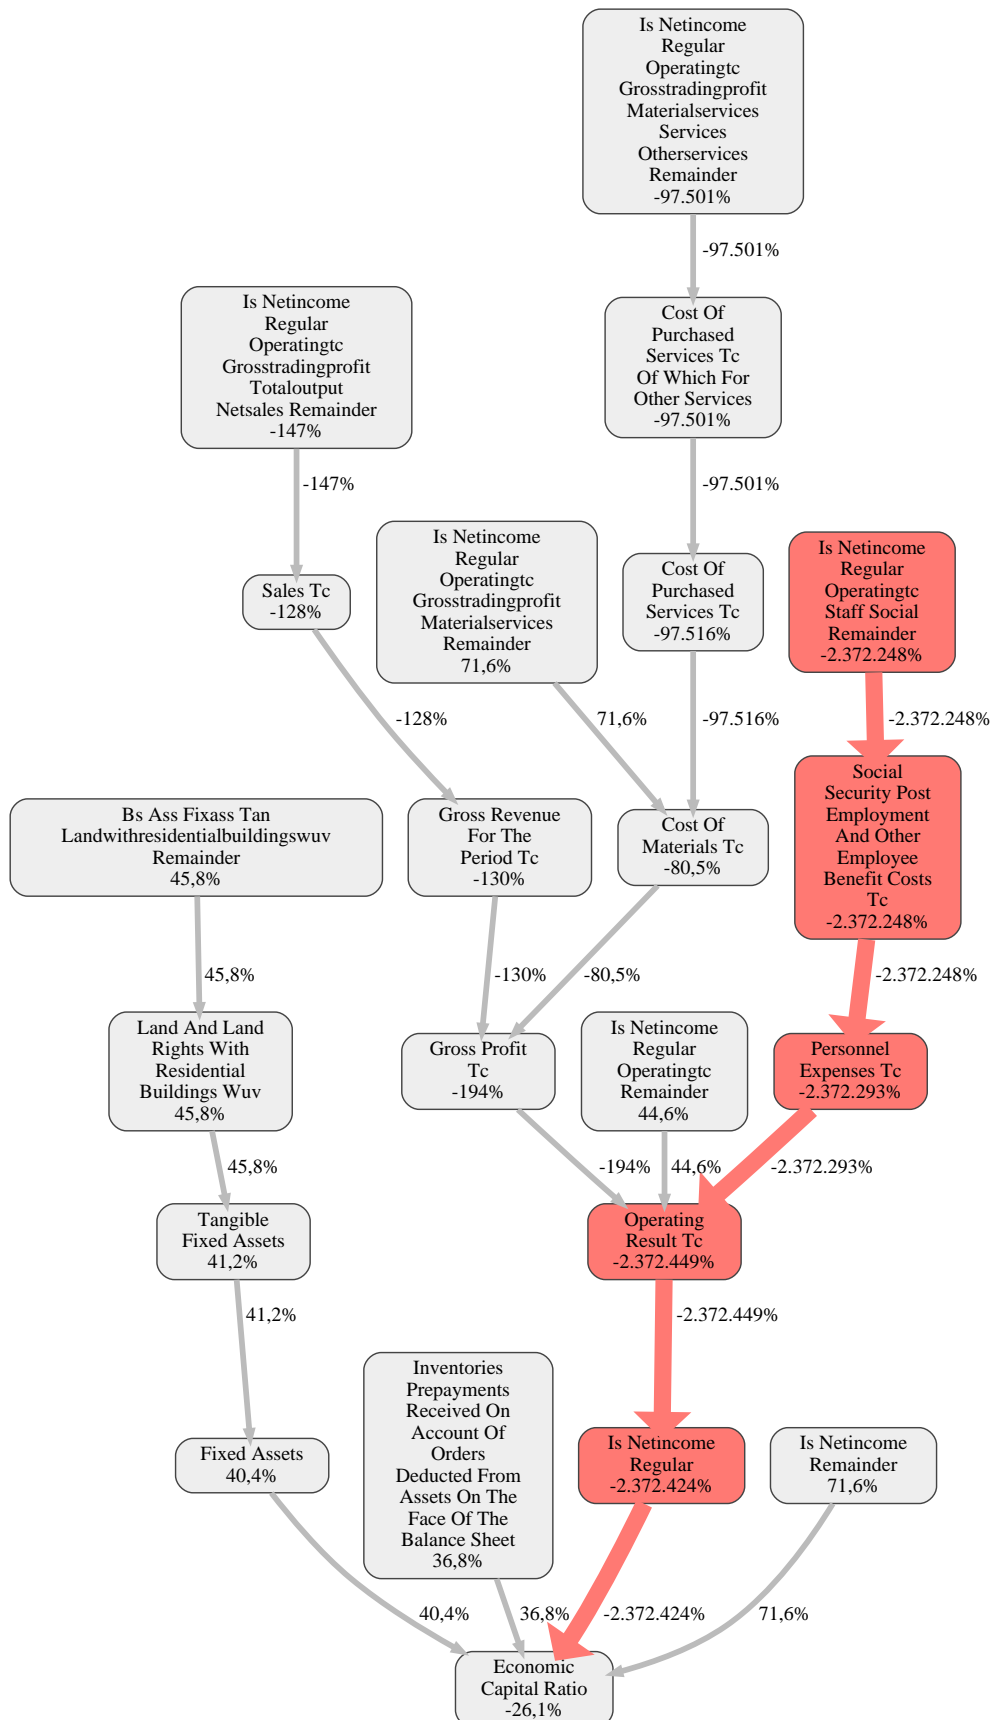 Is Netincome
Regular
Operatingtc
Grosstradingprofit
Materialservices
Services
Otherservices
Remainder
-97.501%
-97.501%
Is Netincome
Regular
Operatingtc
Grosstradingprofit
Totaloutput
Netsales Remainder
-147%
Cost Of
Purchased
Services Tc
Of Which For
Other Services
-97.501%
-147%
-97.501%
Is Netincome
Regular
Operatingtc
Grosstradingprofit
Materialservices
Remainder
71,6%
Is Netincome
Regular
Operatingtc
Staff Social
Remainder
-2.372.248%
Sales Tc
-128%
Cost Of
Purchased
Services Tc
-97.516%
-128%
71,6%
-97.516%
-2.372.248%
Bs Ass Fixass Tan
Landwithresidentialbuildingswuv
Remainder
45,8%
Gross Revenue
For The
Period Tc
-130%
Cost Of
Materials Tc
-80,5%
Social
Security Post
Employment
And Other
Employee
Benefit Costs
Tc
-2.372.248%
45,8%
-130%
-80,5%
-2.372.248%
Land And Land
Rights With
Residential
Buildings Wuv
45,8%
Gross Profit
Tc
-194%
Is Netincome
Regular
Operatingtc
Remainder
44,6%
Personnel
Expenses Tc
-2.372.293%
45,8%
-194%
44,6%
-2.372.293%
Tangible
Fixed Assets
41,2%
Operating
Result Tc
-2.372.449%
41,2%
-2.372.449%
Inventories
Prepayments
Received On
Account Of
Orders
Deducted From
Assets On The
Face Of The
Balance Sheet
36,8%
Fixed Assets
40,4%
Is Netincome
Regular
-2.372.424%
Is Netincome
Remainder
71,6%
40,4%
36,8%
-2.372.424%
71,6%
Economic
Capital Ratio
-26,1%